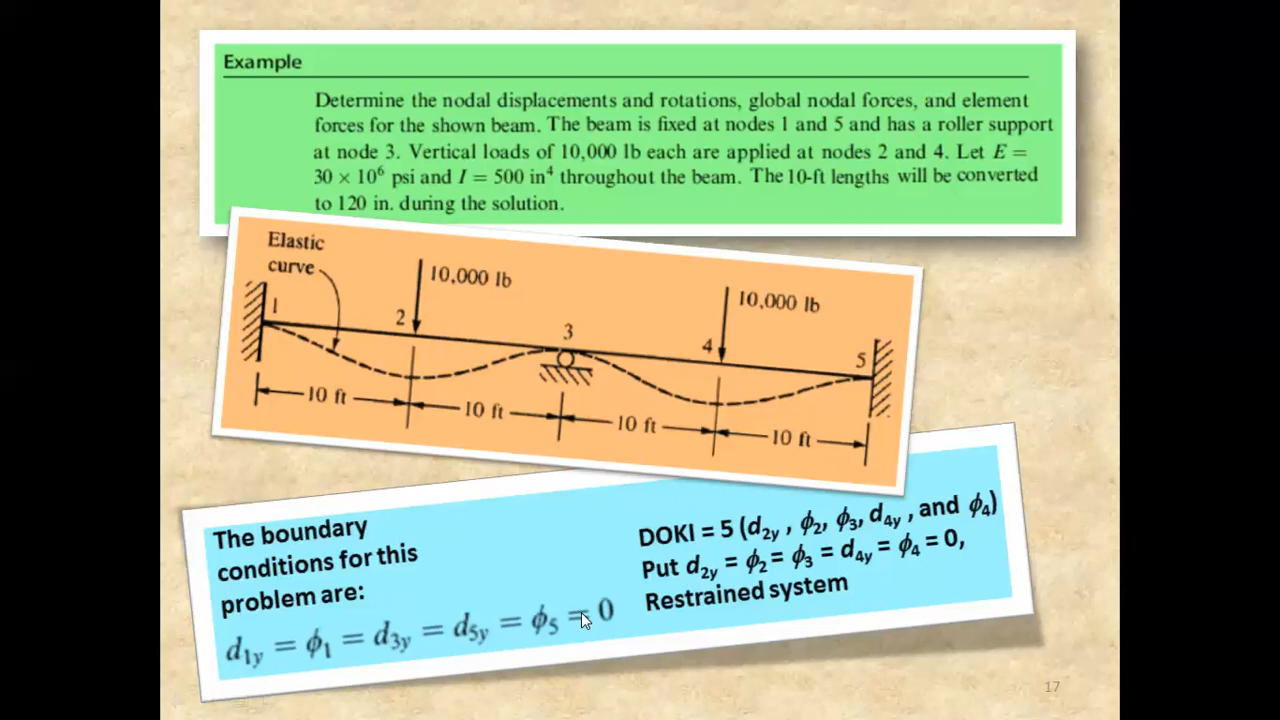 Example
Determine the nodal displacements and rotations, global nodal forces, and element
forces for the shown beam. The beam is fixed at nodes 1 and 5 and has a roller support
at node 3. Vertical loads of 10,000 lb each are applied at nodes 2 and 4. Let E =
30 × 10⁶ psi and I = 500 in⁴ throughout the beam. The 10-ft lengths will be converted
to 120 in. during the solution.
Elastic
curve
10,000 lb
10,000 lb
1
2
3
4
5
10 ft
10 ft
10 ft
10 ft
The boundary
conditions for this
problem are:
d1y = ϕ1 = d3y = d5y = ϕ5 = 0
DOKI = 5 (d2y , ϕ2, ϕ3, d4y , and ϕ4)
Put d2y = ϕ2 = ϕ3 = d4y = ϕ4 = 0,
Restrained system
17